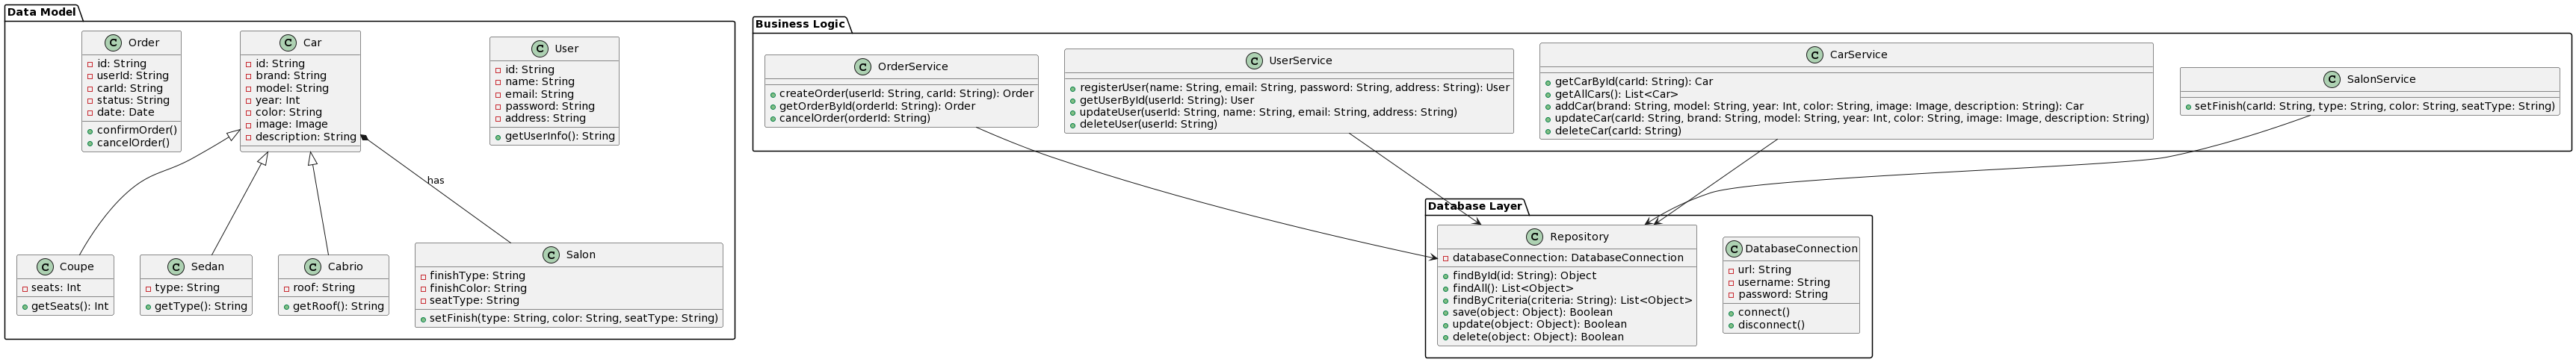 Data Model
C Order
id: String
userId: String
carId: String
status: String
date: Date
confirmOrder()
cancelOrder()
C Car
id: String
brand: String
model: String
year: Int
color: String
image: Image
description: String
C User
id: String
name: String
email: String
password: String
address: String
getUserInfo(): String
has
C Coupe
seats: Int
getSeats(): Int
C Sedan
type: String
getType(): String
C Cabrio
roof: String
getRoof(): String
C Salon
finishType: String
finishColor: String
seatType: String
setFinish(type: String, color: String, seatType: String)
Business Logic
C OrderService
createOrder(userId: String, carId: String): Order
getOrderById(orderId: String): Order
cancelOrder(orderId: String)
C UserService
registerUser(name: String, email: String, password: String, address: String): User
getUserById(userId: String): User
updateUser(userId: String, name: String, email: String, address: String)
deleteUser(userId: String)
C CarService
getCarById(carId: String): Car
getAllCars(): List<Car>
addCar(brand: String, model: String, year: Int, color: String, image: Image, description: String): Car
updateCar(carId: String, brand: String, model: String, year: Int, color: String, image: Image, description: String)
deleteCar(carId: String)
C SalonService
setFinish(carId: String, type: String, color: String, seatType: String)
Database Layer
C Repository
databaseConnection: DatabaseConnection
findById(id: String): Object
findAll(): List<Object>
findByCriteria(criteria: String): List<Object>
save(object: Object): Boolean
update(object: Object): Boolean
delete(object: Object): Boolean
C DatabaseConnection
url: String
username: String
password: String
connect()
disconnect()